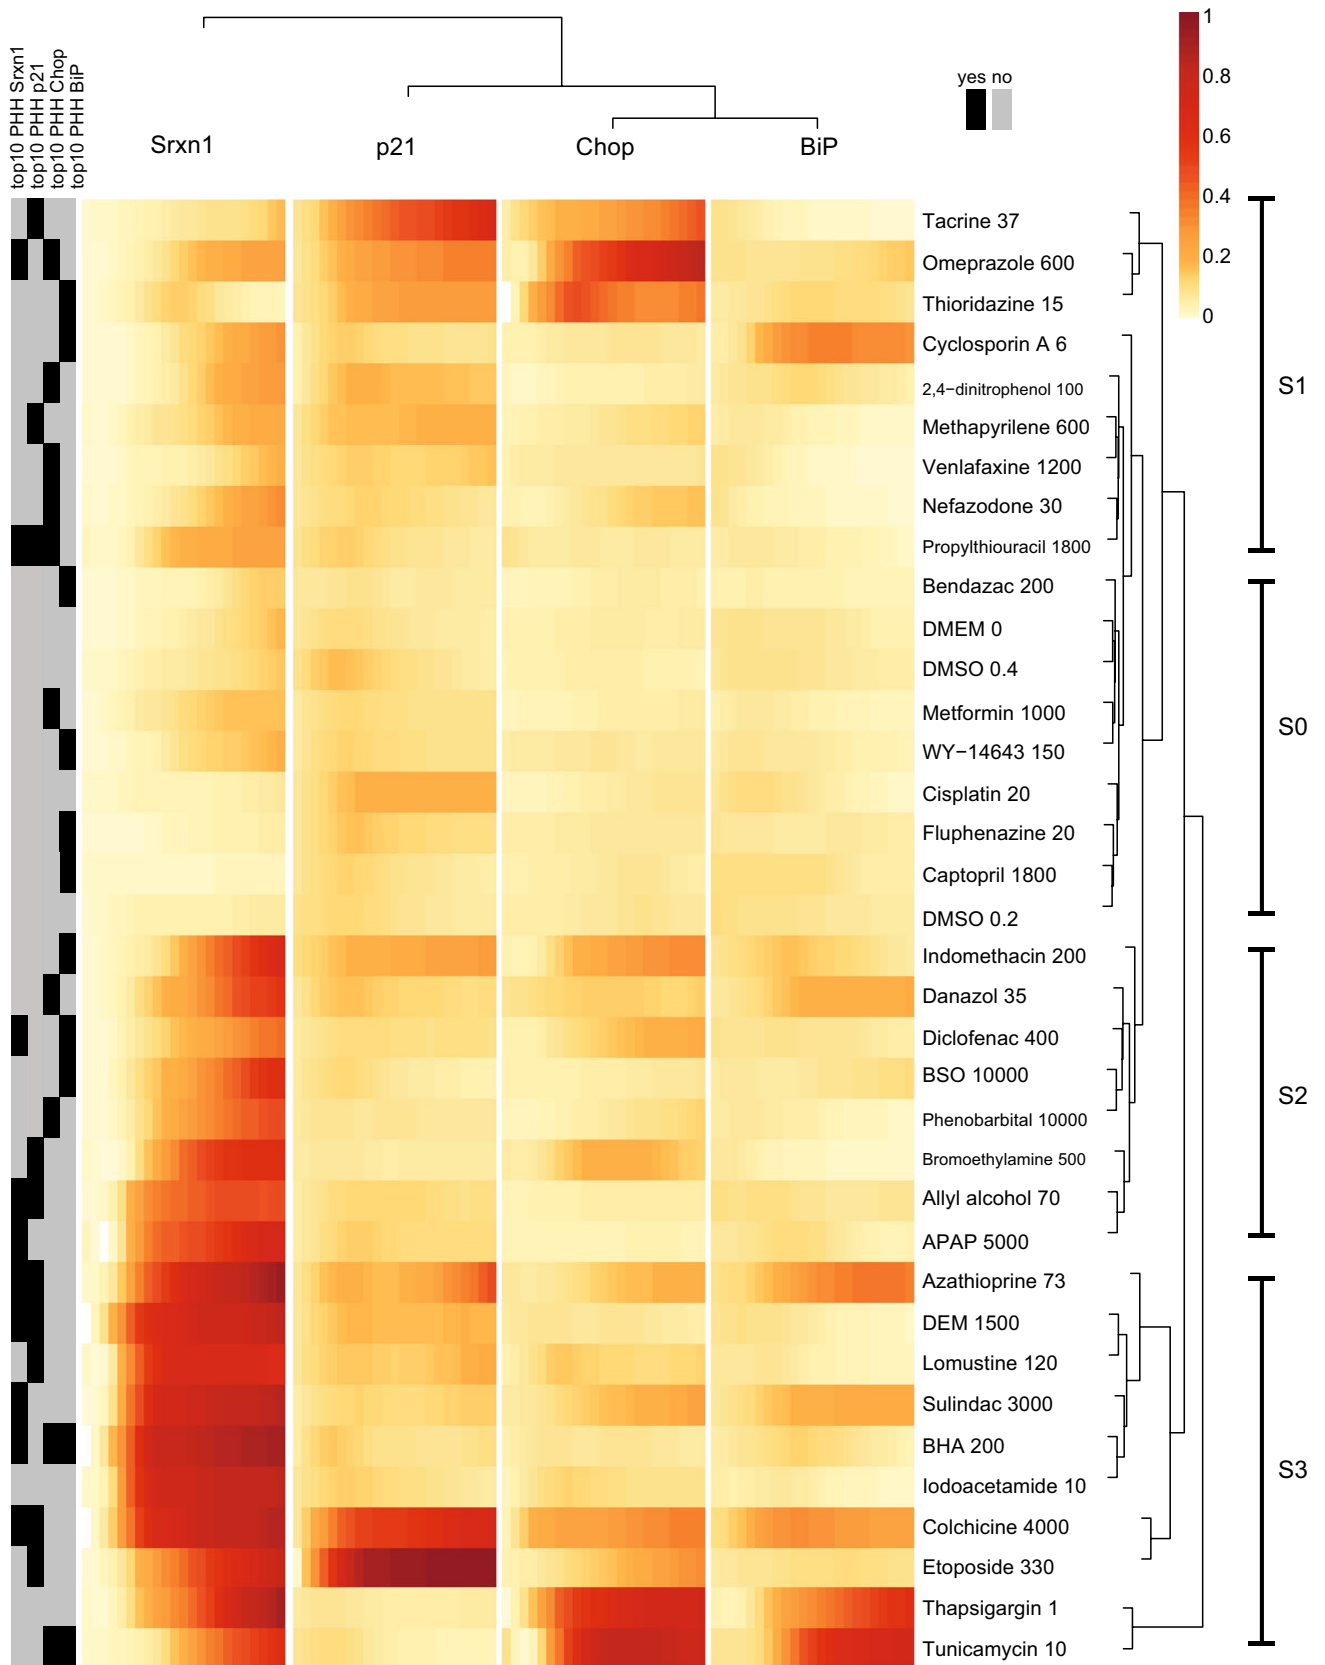 top10 PHH Srxn1
top10 PHH p21
top10 PHH Chop
top10 PHH BiP
Srxn1
p21
Chop
BiP
yes no
1
0.8
0.6
0.4
0.2
0
Tacrine 37
Omeprazole 600
Thioridazine 15
Cyclosporin A 6
2,4−dinitrophenol 100
Methapyrilene 600
Venlafaxine 1200
Nefazodone 30
Propylthiouracil 1800
Bendazac 200
DMEM 0
DMSO 0.4
Metformin 1000
WY−14643 150
Cisplatin 20
Fluphenazine 20
Captopril 1800
DMSO 0.2
Indomethacin 200
Danazol 35
Diclofenac 400
BSO 10000
Phenobarbital 10000
Bromoethylamine 500
Allyl alcohol 70
APAP 5000
Azathioprine 73
DEM 1500
Lomustine 120
Sulindac 3000
BHA 200
Iodoacetamide 10
Colchicine 4000
Etoposide 330
Thapsigargin 1
Tunicamycin 10
S1
S0
S2
S3